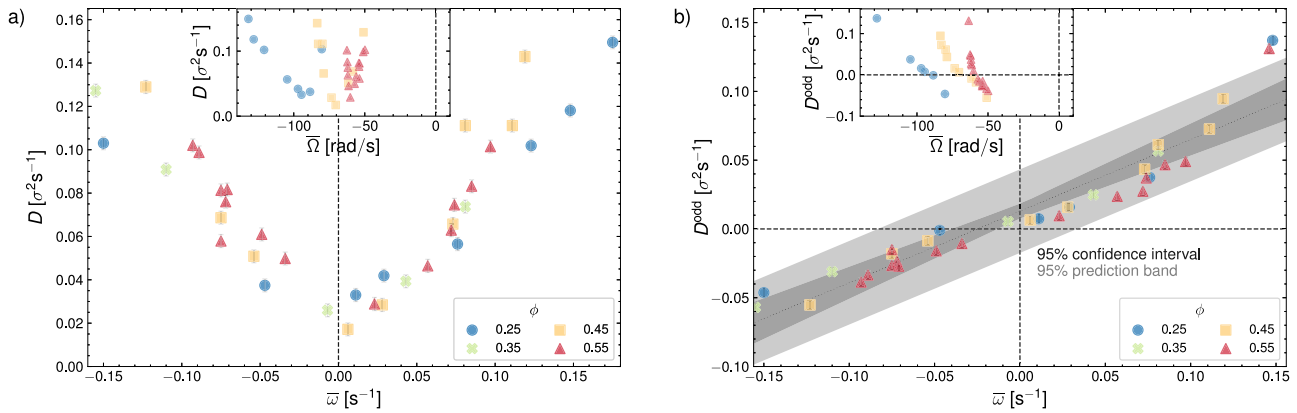 a)
D [σ²s⁻¹]
0.16
0.14
0.12
0.10
0.08
0.06
0.04
0.02
0.00
−0.15 −0.10 −0.05 0.00 0.05 0.10 0.15
ω̅ [s⁻¹]
D [σ²s⁻¹]
0.1
0.0
−100 −50 0
Ω̅ [rad/s]
ϕ
0.25 0.45
0.35 0.55
b)
Dᵒᵈᵈ [σ²s⁻¹]
0.15
0.10
0.05
0.00
−0.05
−0.10
−0.15 −0.10 −0.05 0.00 0.05 0.10 0.15
ω̅ [s⁻¹]
Dᵒᵈᵈ [σ²s⁻¹]
0.1
0.0
−0.1
−100 −50 0
Ω̅ [rad/s]
95% confidence interval
95% prediction band
ϕ
0.25 0.45
0.35 0.55